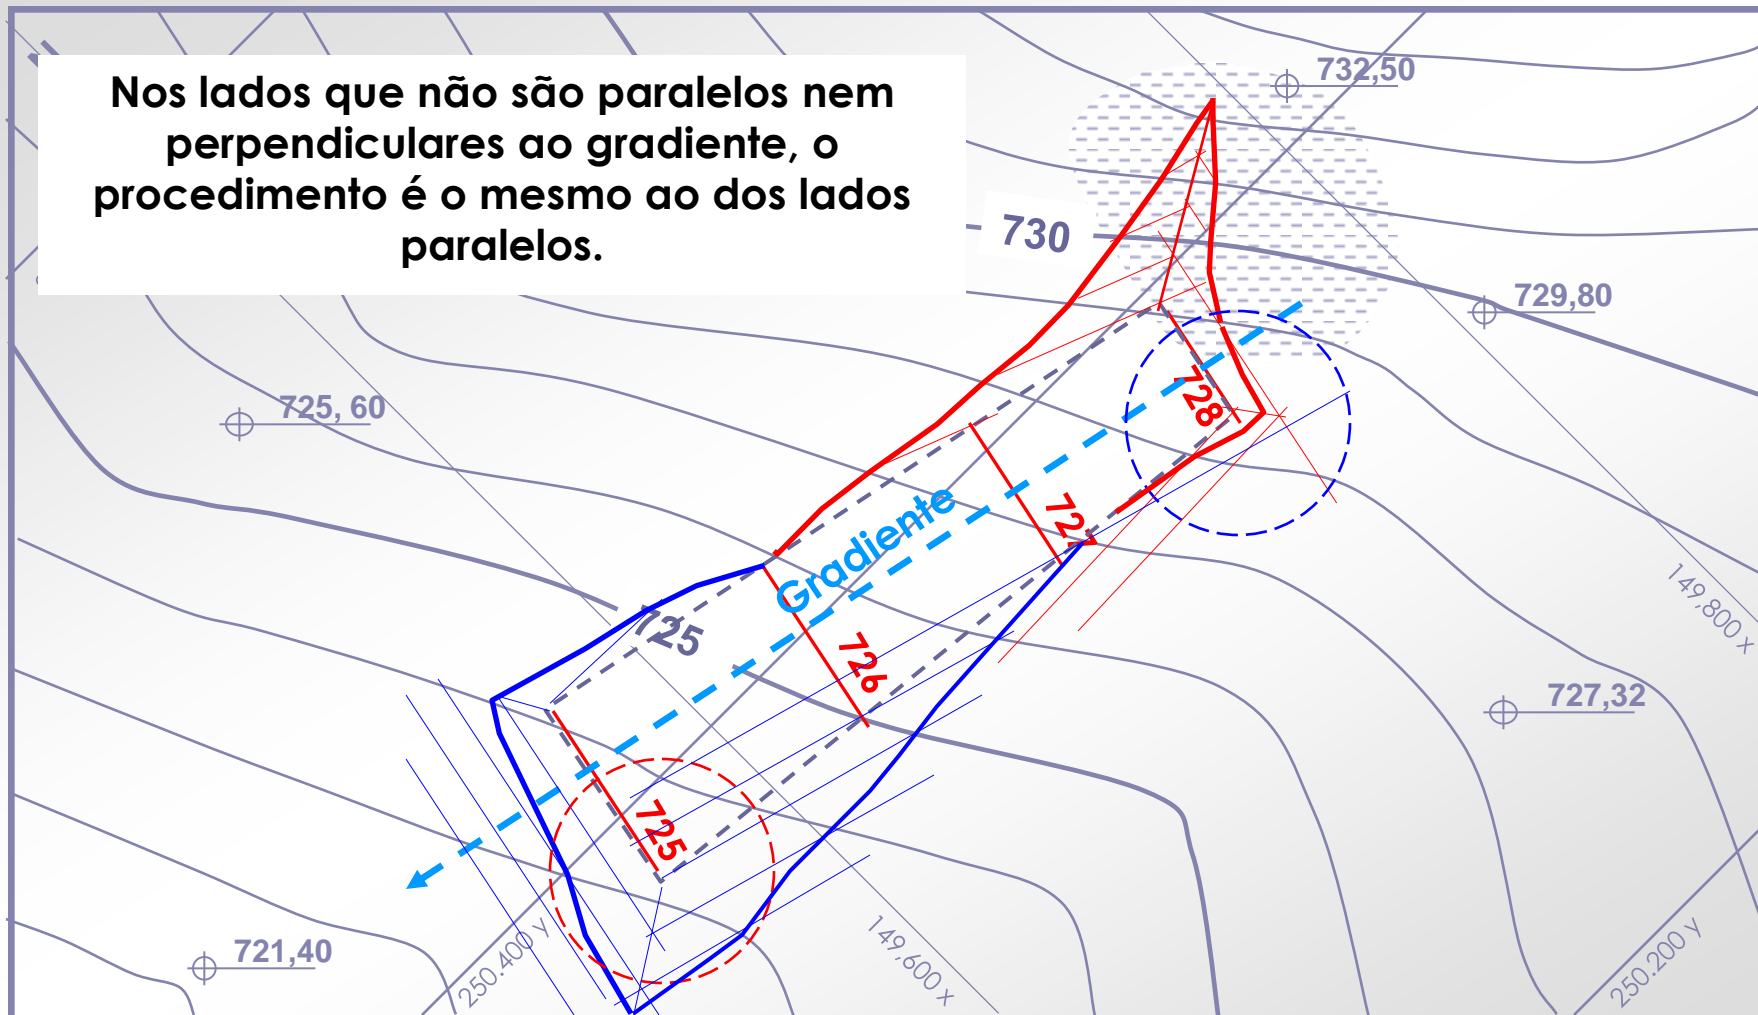 Nos lados que não são paralelos nem
perpendiculares ao gradiente, o
procedimento é o mesmo ao dos lados
paralelos.
732,50
730
729,80
725, 60
728
727
Gradiente
725
726
149,800 x
727,32
725
721,40
250.400 y
149,600 x
250.200 y